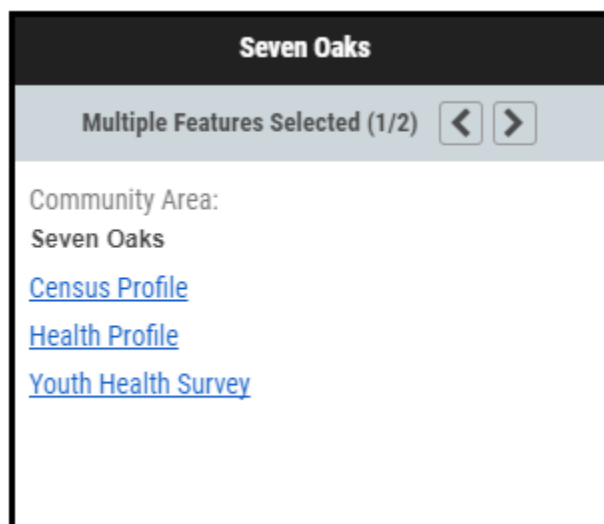 Seven Oaks
Multiple Features Selected (1/2)
Community Area:
Seven Oaks
Census Profile
Health Profile
Youth Health Survey